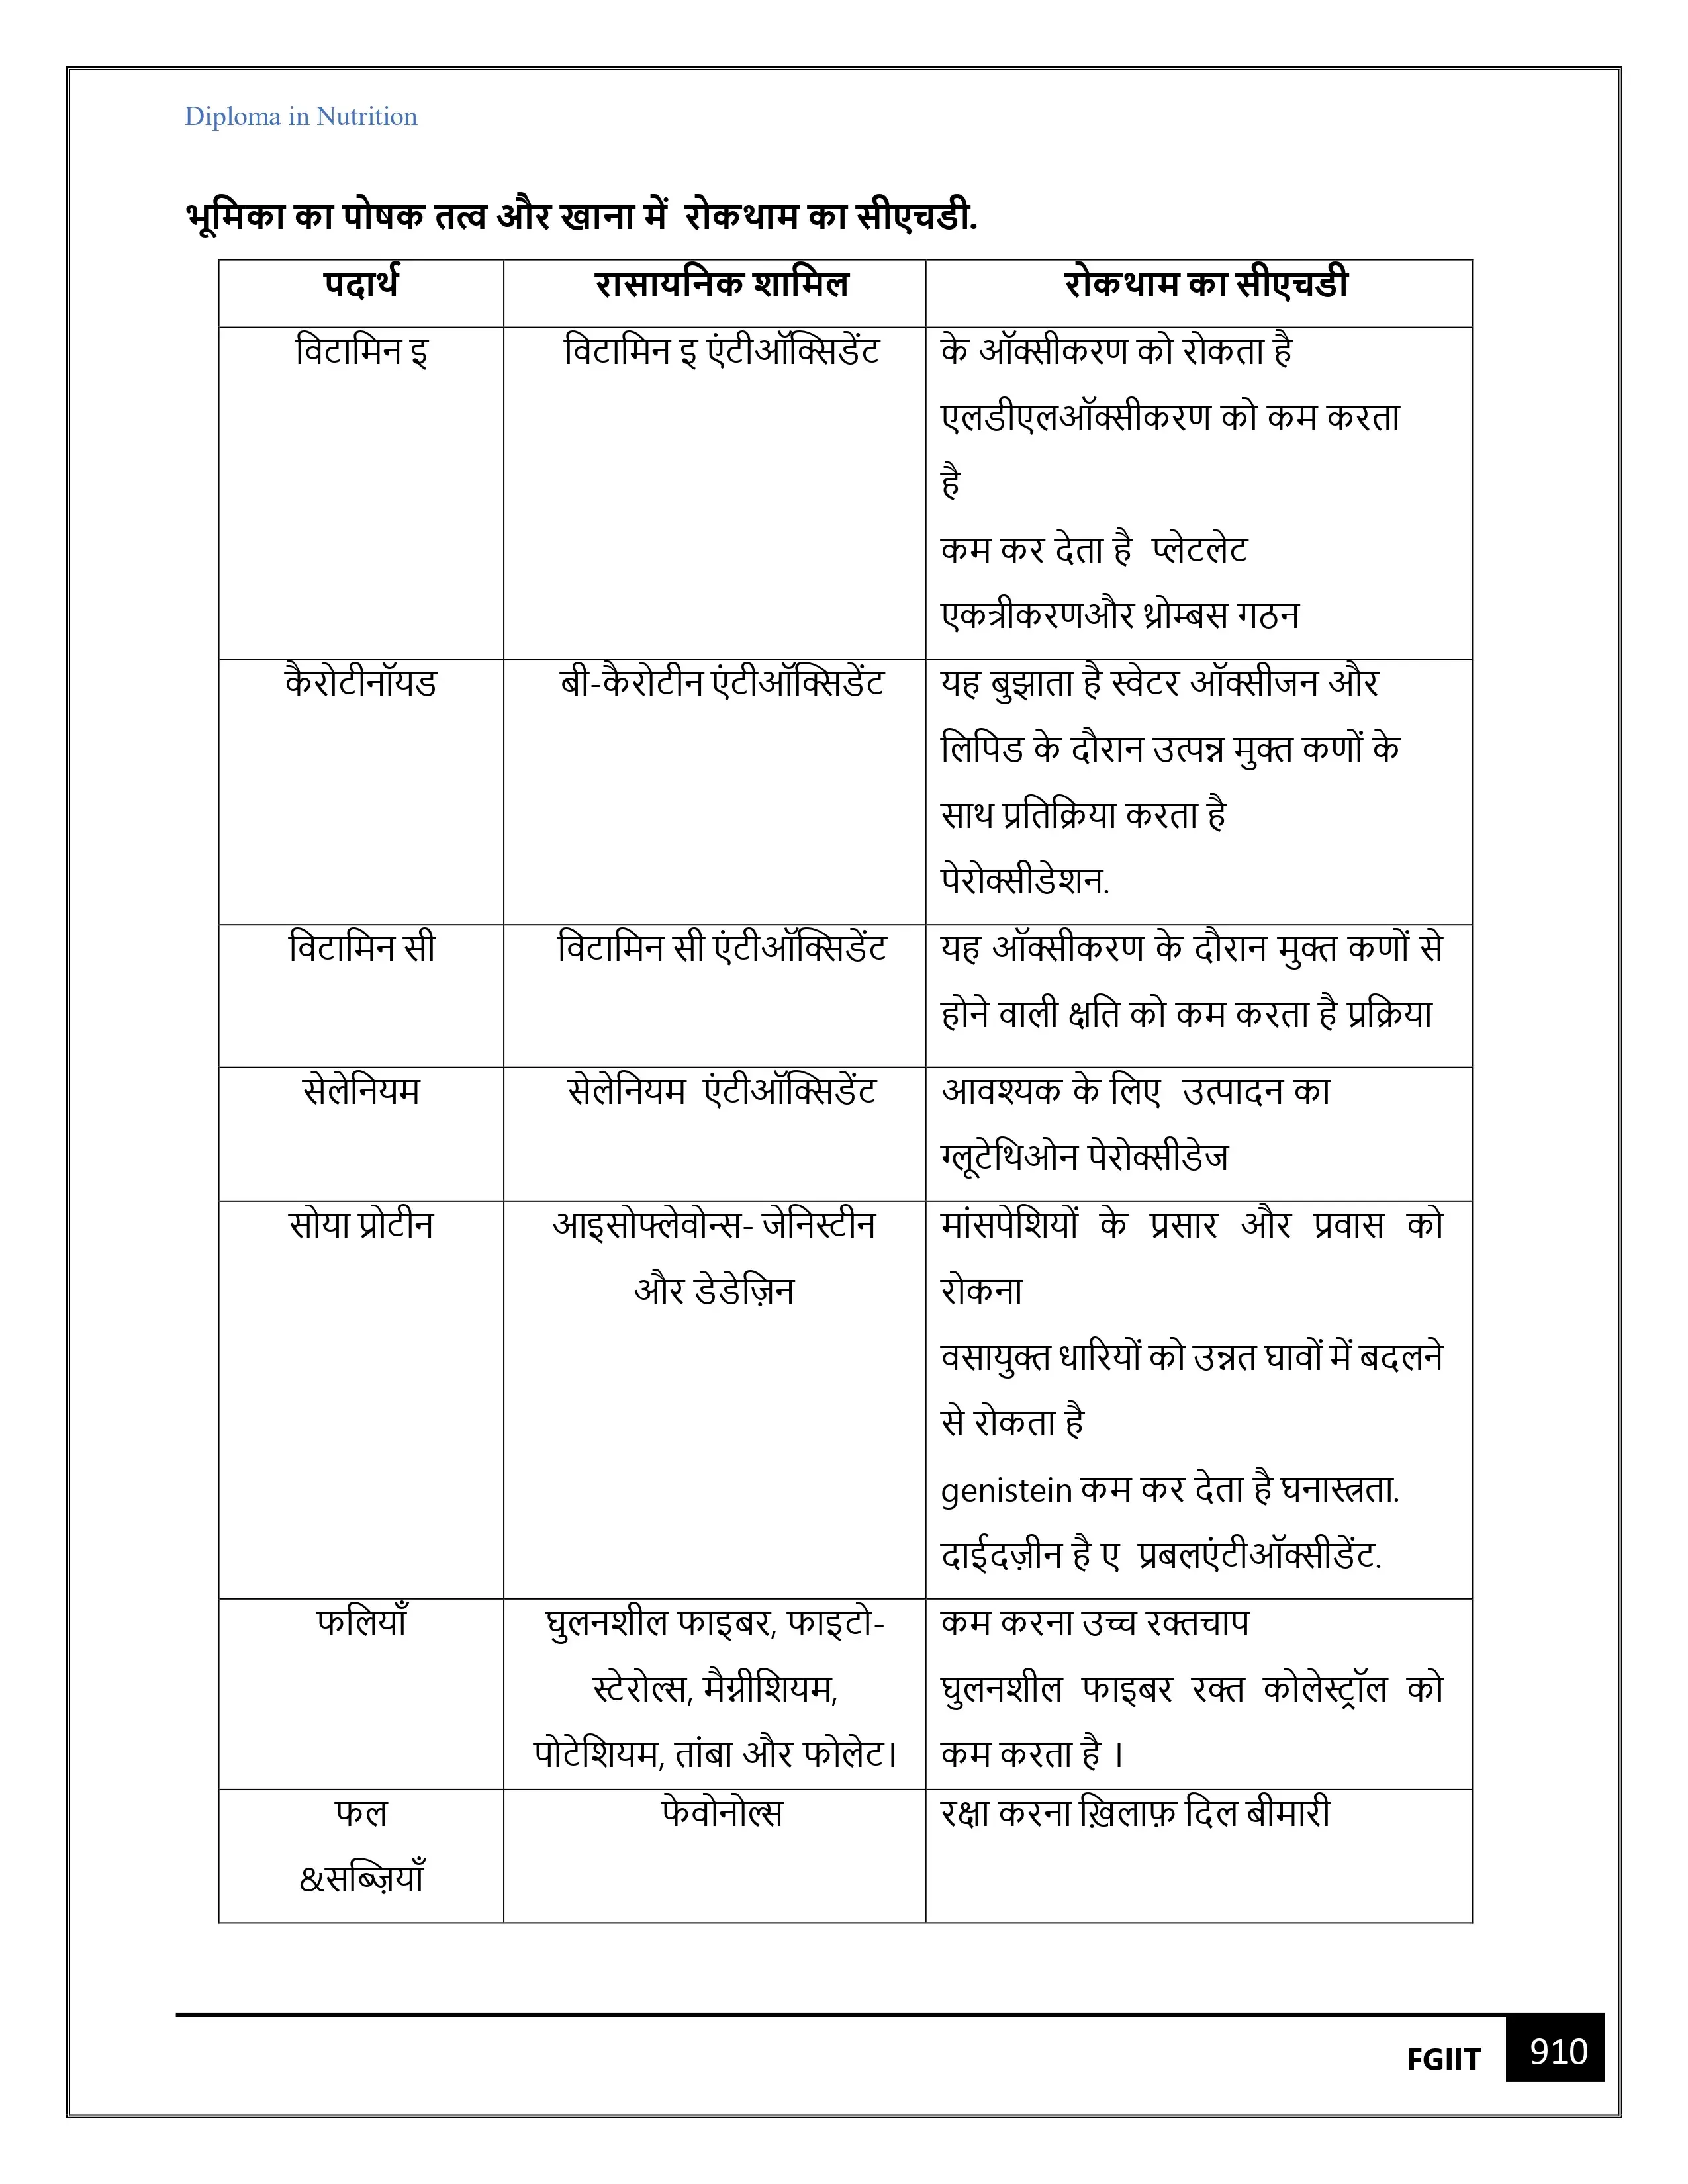 Diploma in Nutrition
भूमिका का पोषक तत्व और खाना में रोकथाम का सीएचडी.
पदार्थ
रासायनिक शामिल
रोकथाम का सीएचडी
विटामिन इ
विटामिन इ एंटीऑक्सिडेंट
के ऑक्सीकरण को रोकता है
एलडीएलऑक्सीकरण को कम करता
है
कम कर देता है प्लेटलेट
एकत्रीकरणऔर थ्रोम्बस गठन
कैरोटीनॉयड
बी-कैरोटीन एंटीऑक्सिडेंट
यह बुझाता है स्वेटर ऑक्सीजन और
लिपिड के दौरान उत्पन्न मुक्त कणों के
साथ प्रतिक्रिया करता है
पेरोक्सीडेशन.
विटामिन सी
विटामिन सी एंटीऑक्सिडेंट
यह ऑक्सीकरण के दौरान मुक्त कणों से
होने वाली क्षति को कम करता है प्रक्रिया
सेलेनियम
सेलेनियम एंटीऑक्सिडेंट
आवश्यक के लिए उत्पादन का
ग्लूटेथिओन पेरोक्सीडेज
सोया प्रोटीन
आइसोफ्लेवोन्स- जेनिस्टीन
और डेडेज़िन
मांसपेशियों के प्रसार और प्रवास को
रोकना
वसायुक्त धारियों को उन्नत घावों में बदलने
से रोकता है
genistein कम कर देता है घनास्त्रता.
दाईदज़ीन है ए प्रबलएंटीऑक्सीडेंट.
फलियाँ
घुलनशील फाइबर, फाइटो-
स्टेरोल्स, मैग्नीशियम,
पोटेशियम, तांबा और फोलेट।
कम करना उच्च रक्तचाप
घुलनशील फाइबर रक्त कोलेस्ट्रॉल को
कम करता है ।
फल
&सब्ज़ियाँ
फेवोनोल्स
रक्षा करना ख़िलाफ़ दिल बीमारी
FGIIT
910